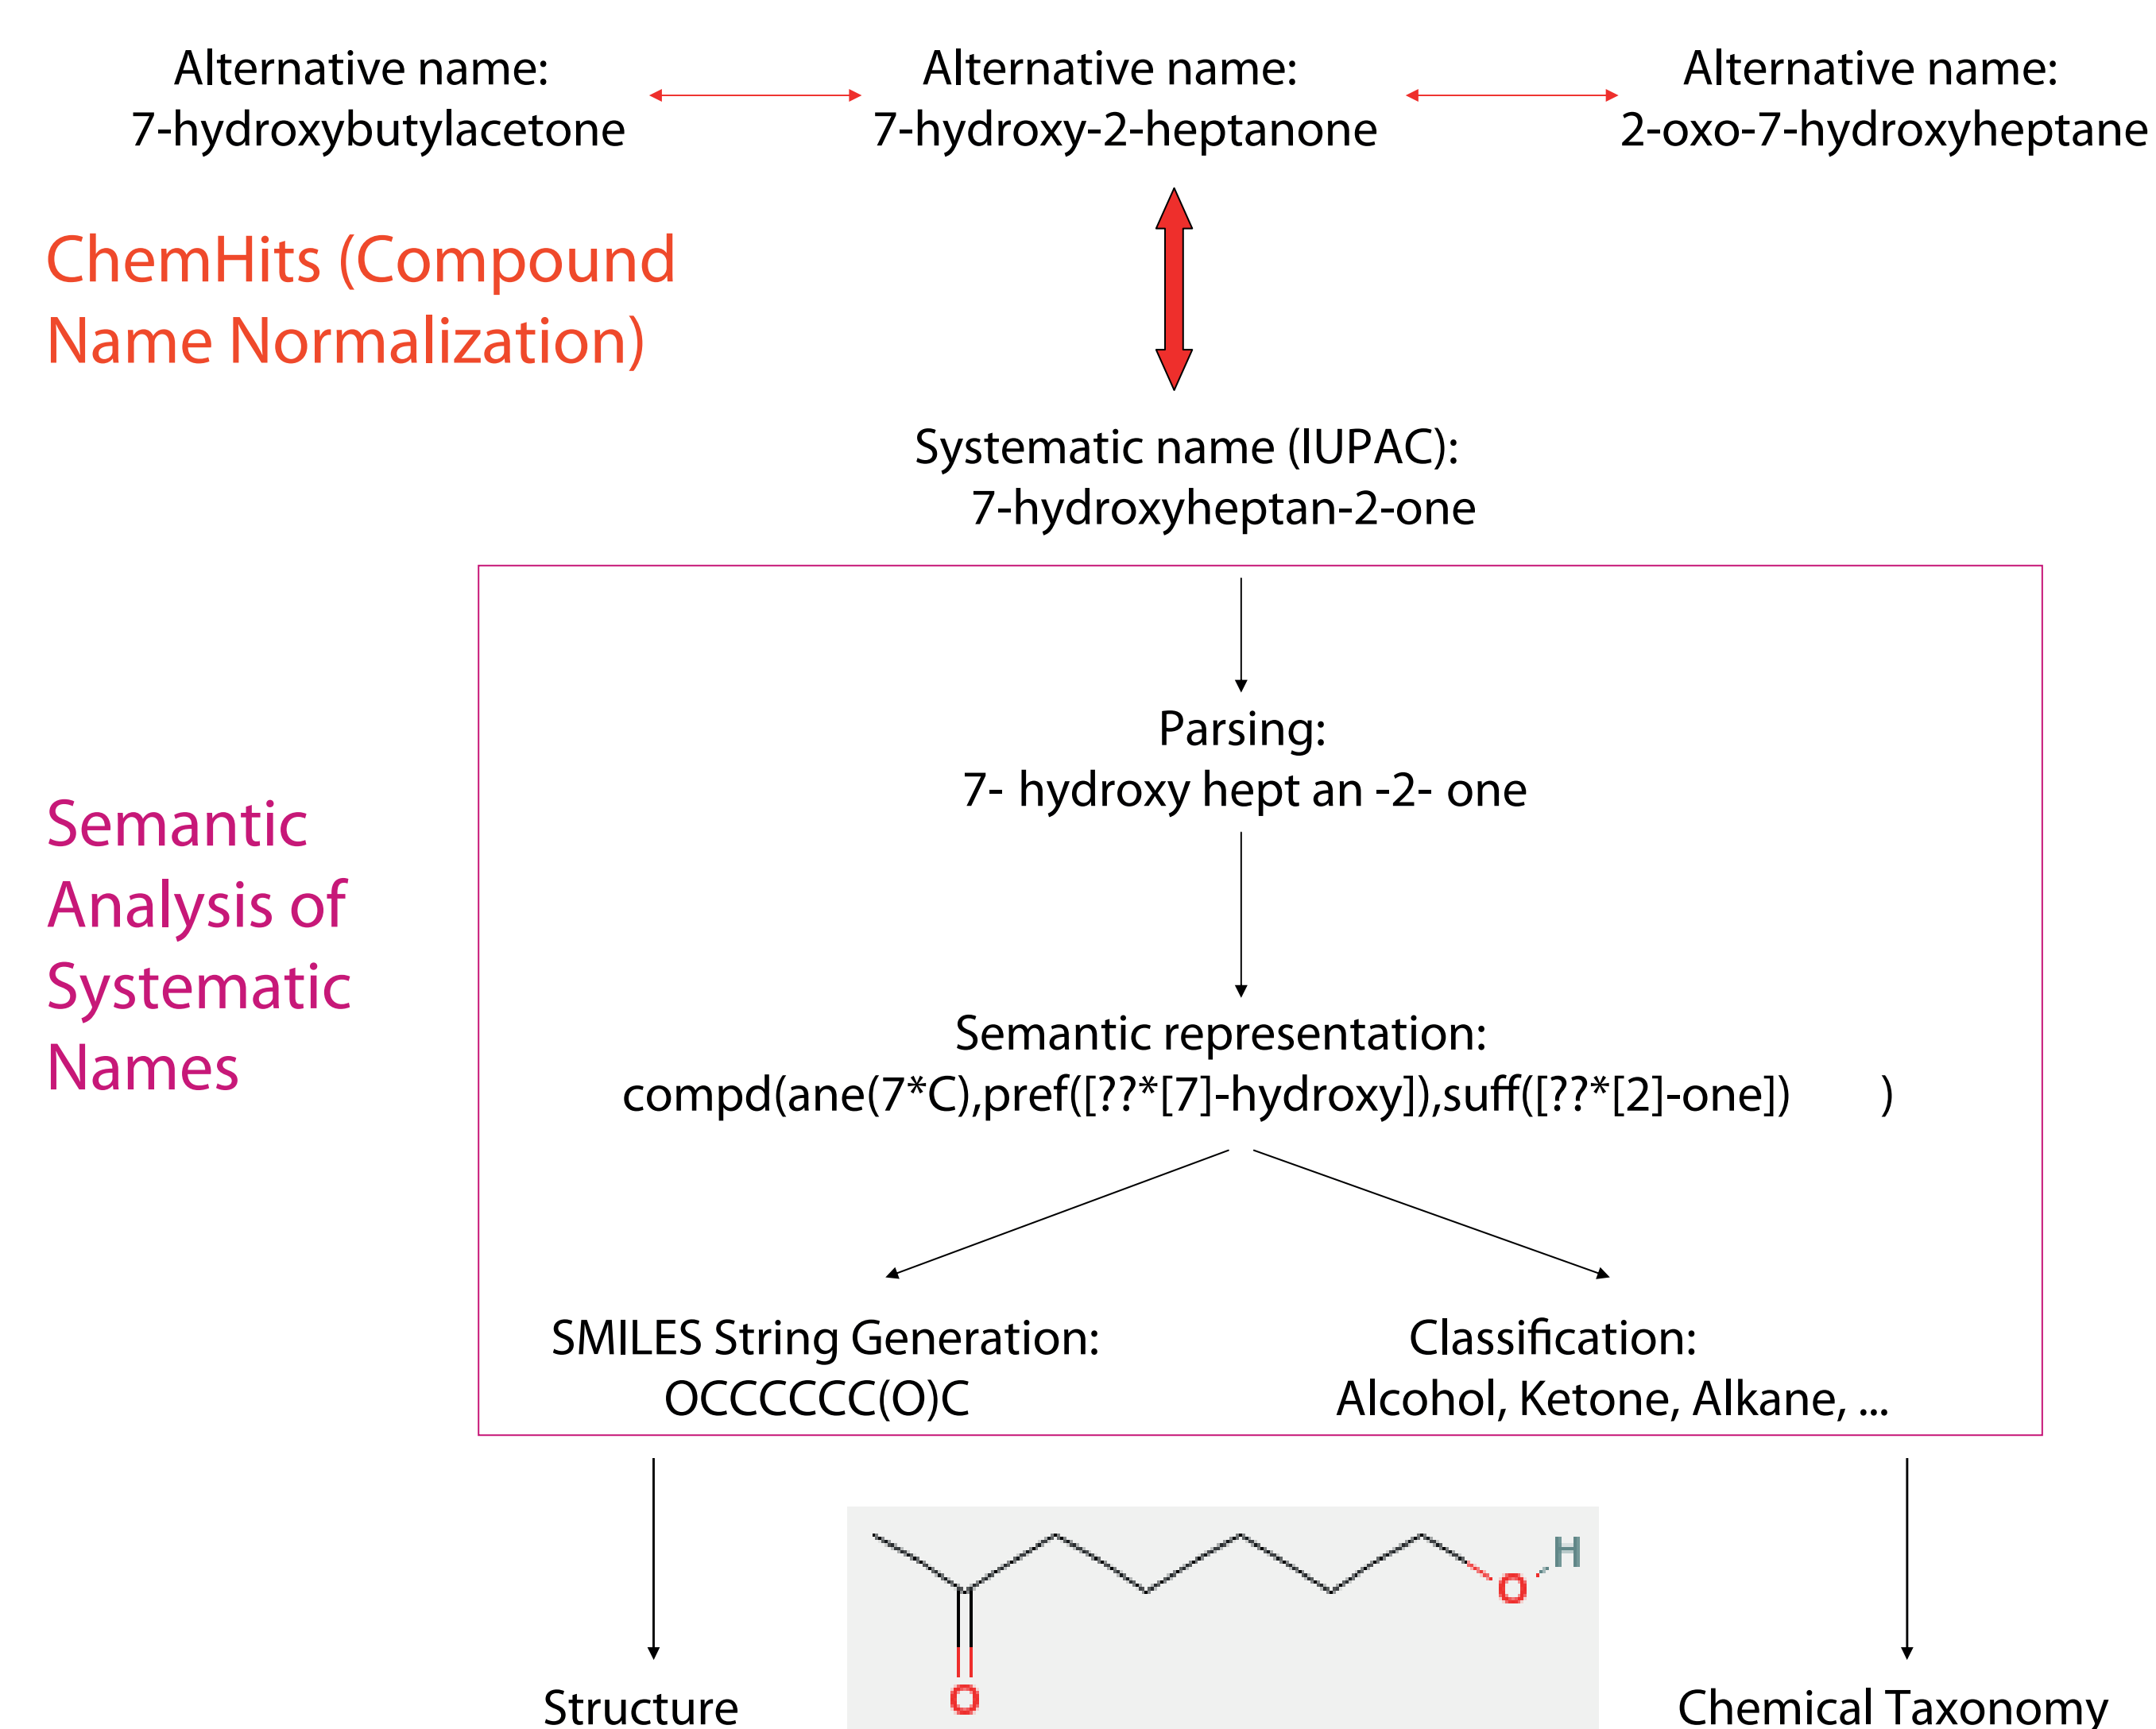 Alternative name:
7-hydroxybutylacetone
Alternative name:
7-hydroxy-2-heptanone
Alternative name:
2-oxo-7-hydroxyheptane
ChemHits (Compound
Name Normalization)
Systematic name (IUPAC):
7-hydroxyheptan-2-one
Parsing:
7- hydroxy hept an -2- one
Semantic
Analysis of
Systematic
Names
Semantic representation:
compd(ane(7*C),pref([??*[7]-hydroxy]),suff([??*[2]-one]) )
SMILES String Generation:
OCCCCCC(O)C
Classification:
Alcohol, Ketone, Alkane, ...
H
O
O
Structure
Chemical Taxonomy